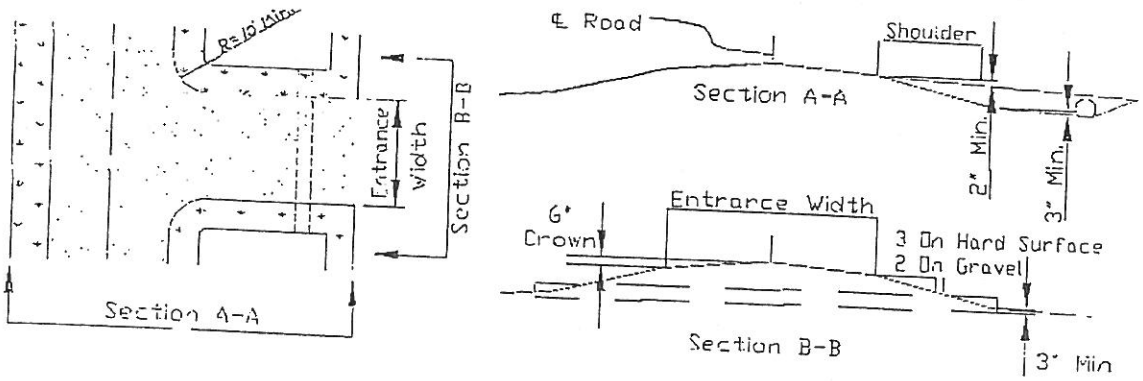 R=10' Min.
Entrance
Width
Section B-B
Section A-A
℄ Road
Shoulder
Section A-A
2" Min.
3" Min.
Entrance Width
6"
Crown
3 On Hard Surface
2 On Gravel
Section B-B
3" Min